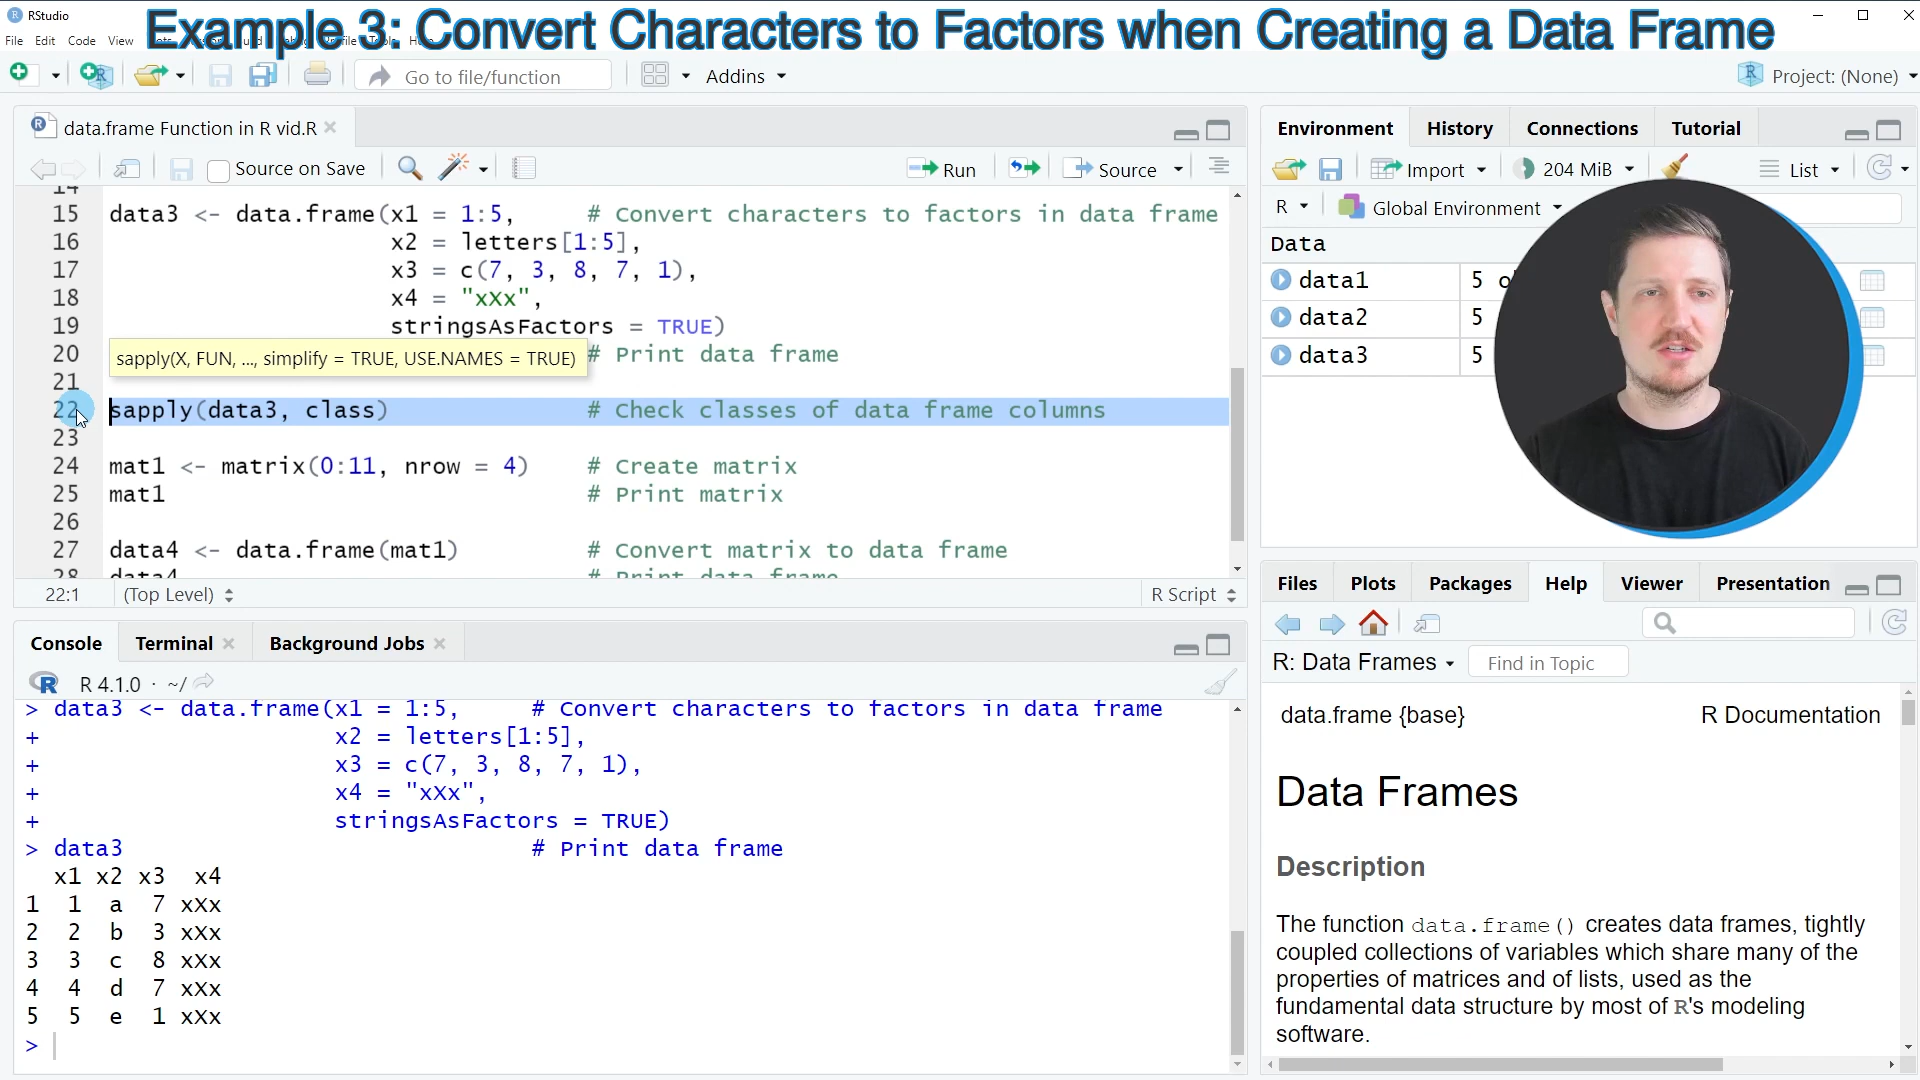 RStudio
Example 3: Convert Characters to Factors when Creating a Data Frame
File Edit Code View
Go to file/function
Addins
Project: (None)
data.frame Function in R vid.R
Source on Save
Run
Source
14
15 data3 <- data.frame(x1 = 1:5, # Convert characters to factors in data frame
16 x2 = letters[1:5],
17 x3 = c(7, 3, 8, 7, 1),
18 x4 = "xXx",
19 stringsAsFactors = TRUE)
20 # Print data frame
sapply(X, FUN, ..., simplify = TRUE, USE.NAMES = TRUE)
21
22 sapply(data3, class) # Check classes of data frame columns
23
24 mat1 <- matrix(0:11, nrow = 4) # Create matrix
25 mat1 # Print matrix
26
27 data4 <- data.frame(mat1) # Convert matrix to data frame
28 data4 # Print data frame
22:1 (Top Level) R Script
Console Terminal Background Jobs
R 4.1.0 · ~/
> data3 <- data.frame(x1 = 1:5, # Convert characters to factors in data frame
+ x2 = letters[1:5],
+ x3 = c(7, 3, 8, 7, 1),
+ x4 = "xXx",
+ stringsAsFactors = TRUE)
> data3 # Print data frame
x1 x2 x3 x4
1 1 a 7 xXx
2 2 b 3 xXx
3 3 c 8 xXx
4 4 d 7 xXx
5 5 e 1 xXx
>
Environment History Connections Tutorial
Import 204 MiB List
R Global Environment
Data
data1 5
data2 5
data3 5
Files Plots Packages Help Viewer Presentation
R: Data Frames Find in Topic
data.frame {base} R Documentation
Data Frames
Description
The function data.frame() creates data frames, tightly
coupled collections of variables which share many of the
properties of matrices and of lists, used as the
fundamental data structure by most of R's modeling
software.